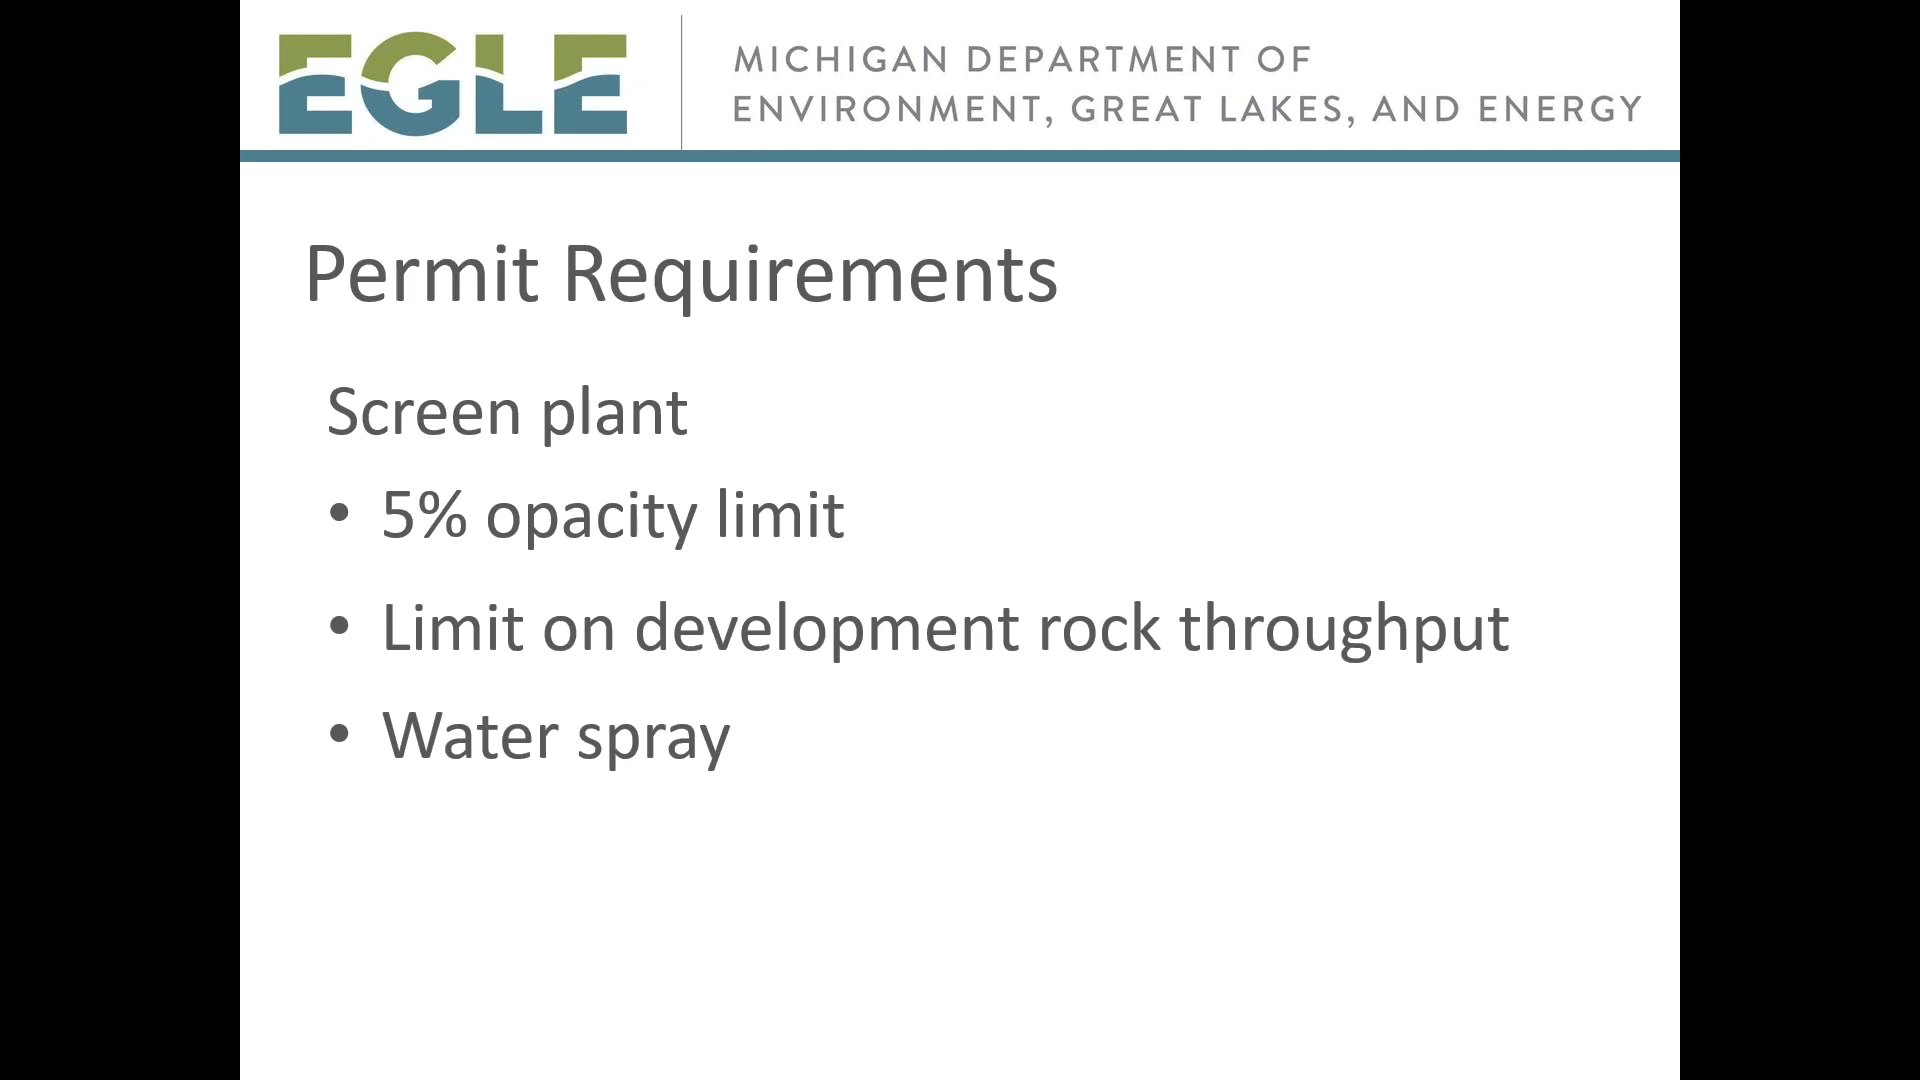 EGLE
MICHIGAN DEPARTMENT OF
ENVIRONMENT, GREAT LAKES, AND ENERGY
Permit Requirements
Screen plant
• 5% opacity limit
• Limit on development rock throughput
• Water spray